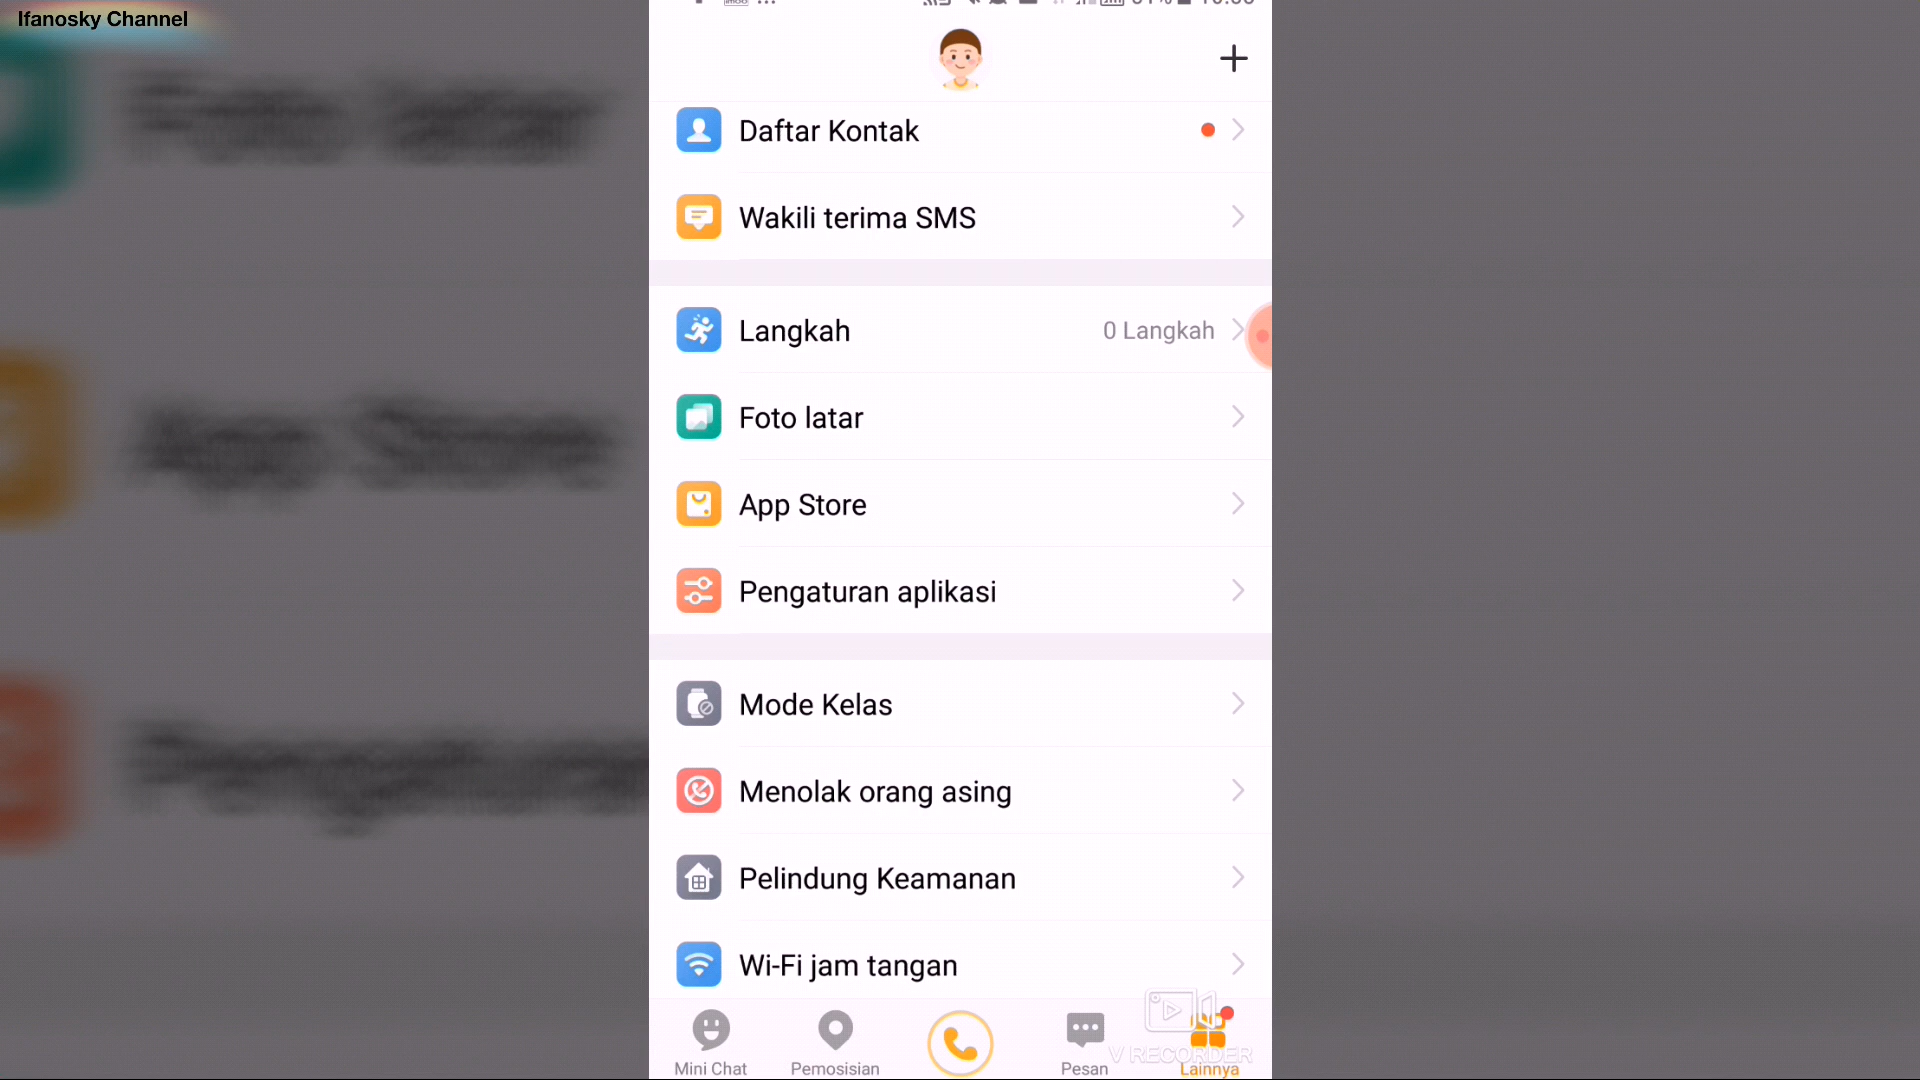 Ifanosky Channel
Daftar Kontak
Wakili terima SMS
Langkah
0 Langkah
Foto latar
App Store
Pengaturan aplikasi
Mode Kelas
Menolak orang asing
Pelindung Keamanan
Wi-Fi jam tangan
Mini Chat
Pemosisian
Pesan
V RECORDER
Lainnya